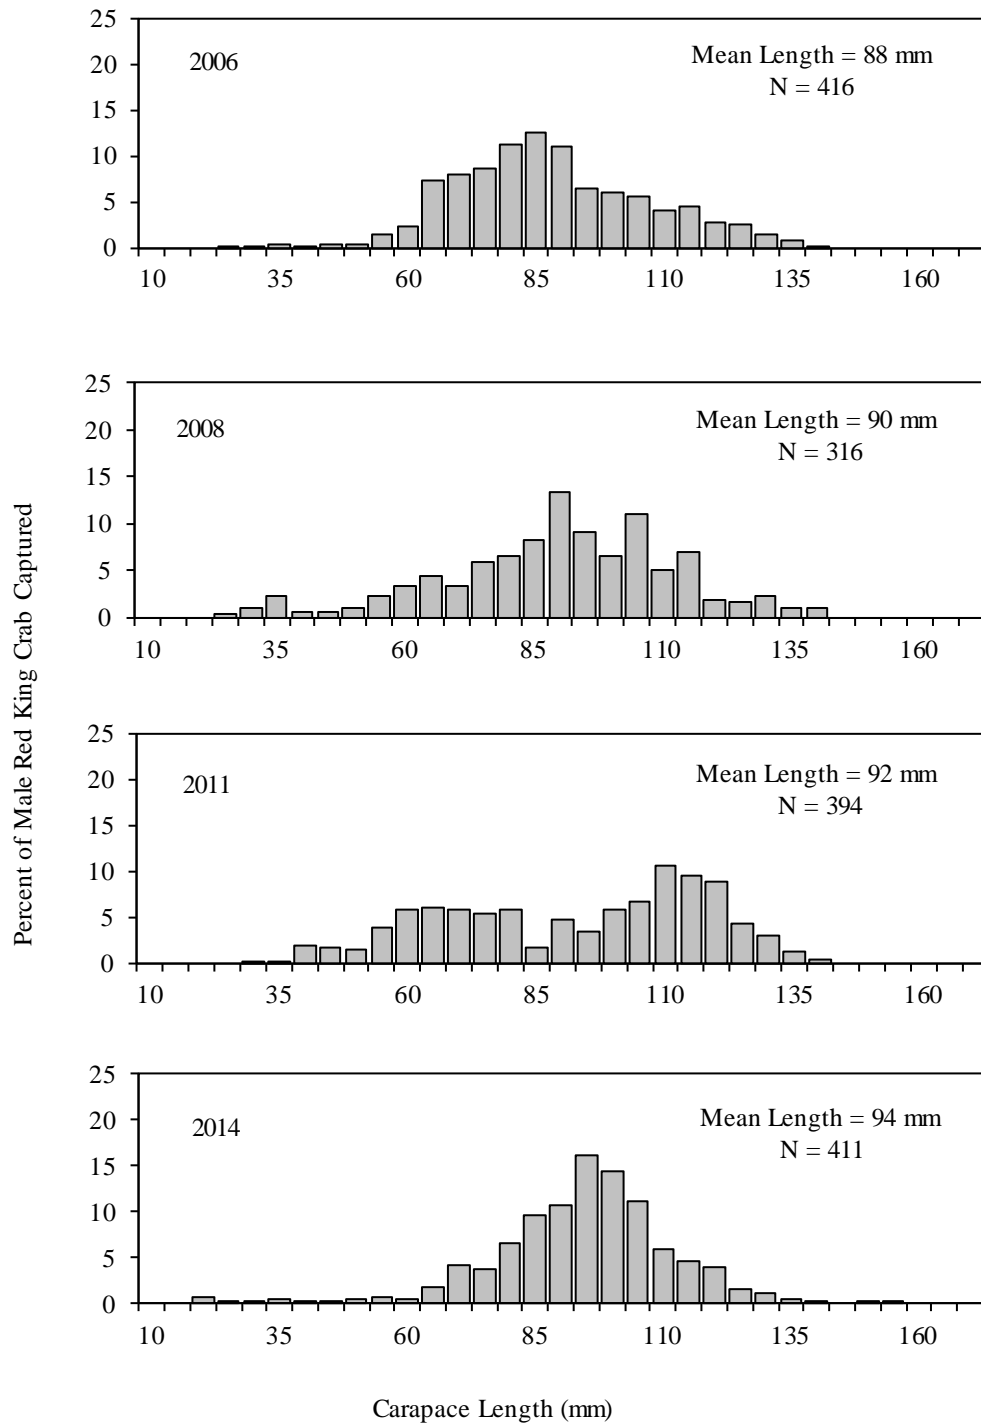 Percent of Male Red King Crab Captured
25
20
15
10
5
0
2006
Mean Length = 88 mm
N = 416
10 35 60 85 110 135 160
25
20
15
10
5
0
2008
Mean Length = 90 mm
N = 316
10 35 60 85 110 135 160
25
20
15
10
5
0
2011
Mean Length = 92 mm
N = 394
10 35 60 85 110 135 160
25
20
15
10
5
0
2014
Mean Length = 94 mm
N = 411
10 35 60 85 110 135 160
Carapace Length (mm)